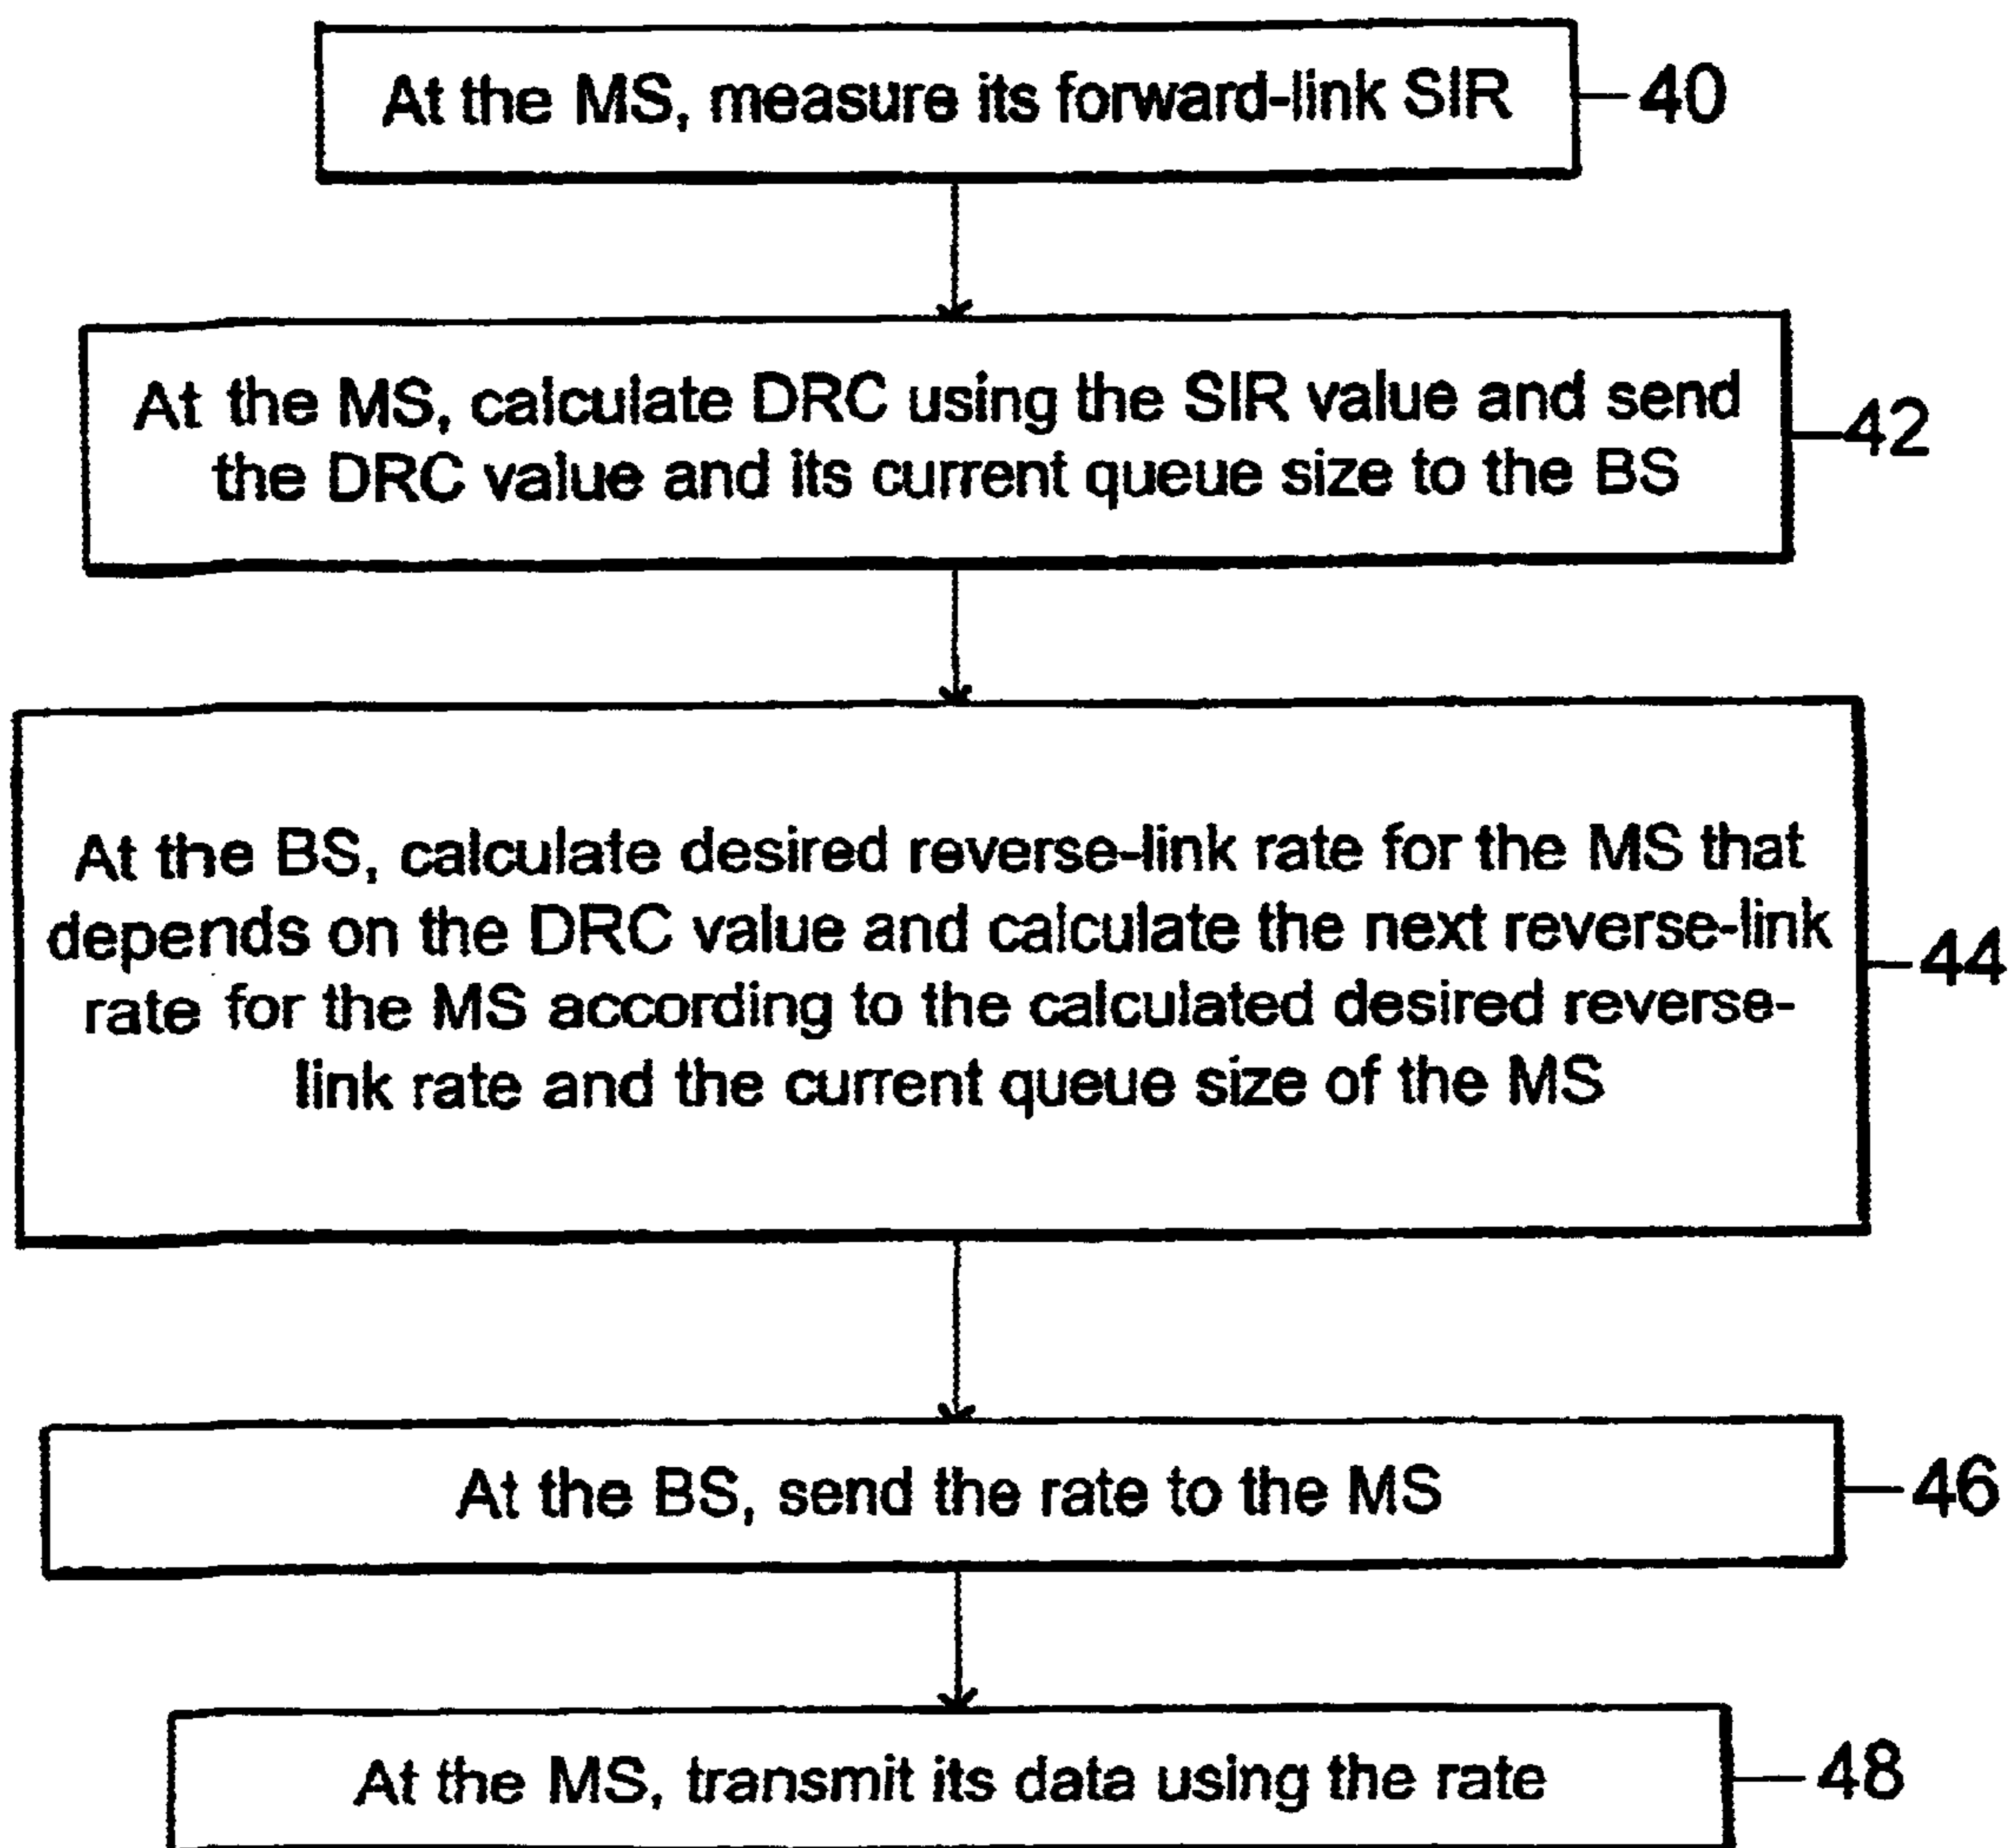 At the MS, measure its forward-link SIR
40
At the MS, calculate DRC using the SIR value and send
the DRC value and its current queue size to the BS
42
At the BS, calculate desired reverse-link rate for the MS that
depends on the DRC value and calculate the next reverse-link
rate for the MS according to the calculated desired reverse-
link rate and the current queue size of the MS
44
At the BS, send the rate to the MS
46
At the MS, transmit its data using the rate
48